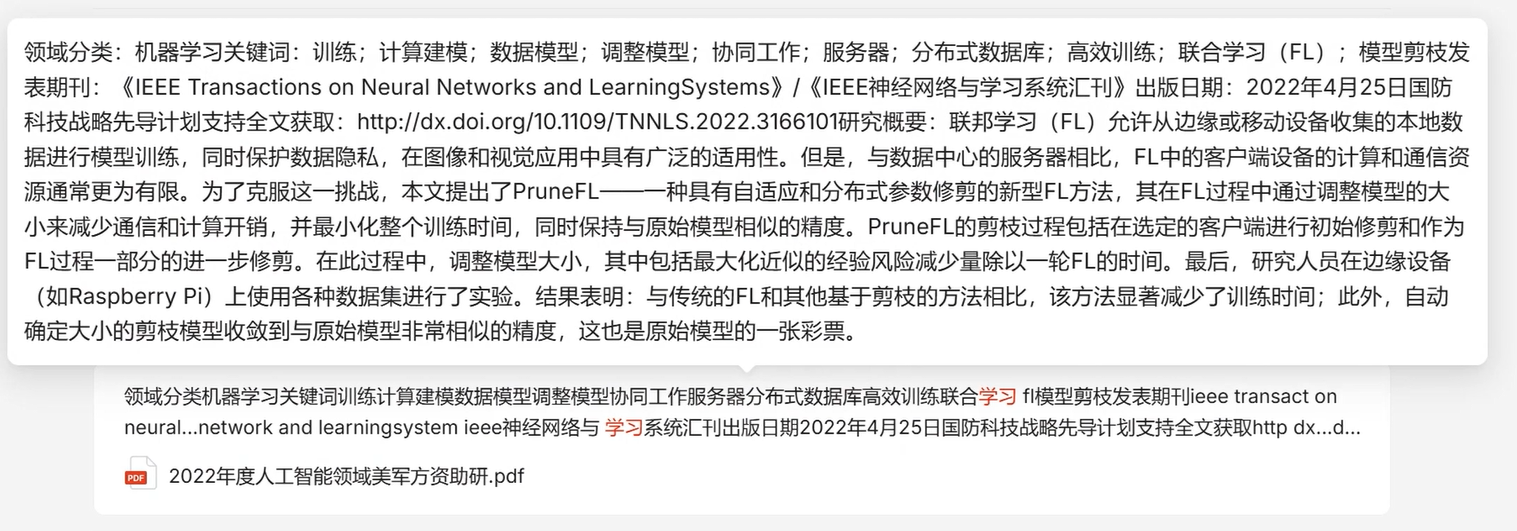 领域分类：机器学习关键词：训练；计算建模；数据模型；调整模型；协同工作；服务器；分布式数据库；高效训练；联合学习（FL）；模型剪枝发
表期刊：《IEEE Transactions on Neural Networks and LearningSystems》/《IEEE神经网络与学习系统汇刊》出版日期：2022年4月25日国防
科技战略先导计划支持全文获取：http://dx.doi.org/10.1109/TNNLS.2022.3166101研究概要：联邦学习（FL）允许从边缘或移动设备收集的本地数
据进行模型训练，同时保护数据隐私，在图像和视觉应用中具有广泛的适用性。但是，与数据中心的服务器相比，FL中的客户端设备的计算和通信资
源通常更为有限。为了克服这一挑战，本文提出了PruneFL——一种具有自适应和分布式参数修剪的新型FL方法，其在FL过程中通过调整模型的大
小来减少通信和计算开销，并最小化整个训练时间，同时保持与原始模型相似的精度。PruneFL的剪枝过程包括在选定的客户端进行初始修剪和作为
FL过程一部分的进一步修剪。在此过程中，调整模型大小，其中包括最大化近似的经验风险减少量除以一轮FL的时间。最后，研究人员在边缘设备
（如Raspberry Pi）上使用各种数据集进行了实验。结果表明：与传统的FL和其他基于剪枝的方法相比，该方法显著减少了训练时间；此外，自动
确定大小的剪枝模型收敛到与原始模型非常相似的精度，这也是原始模型的一张彩票。
领域分类机器学习关键词训练计算建模数据模型调整模型协同工作服务器分布式数据库高效训练联合学习 fl模型剪枝发表期刊ieee transact on
neural...network and learningsystem ieee神经网络与 学习系统汇刊出版日期2022年4月25日国防科技战略先导计划支持全文获取http dx...d...
PDF 2022年度人工智能领域美军方资助研.pdf